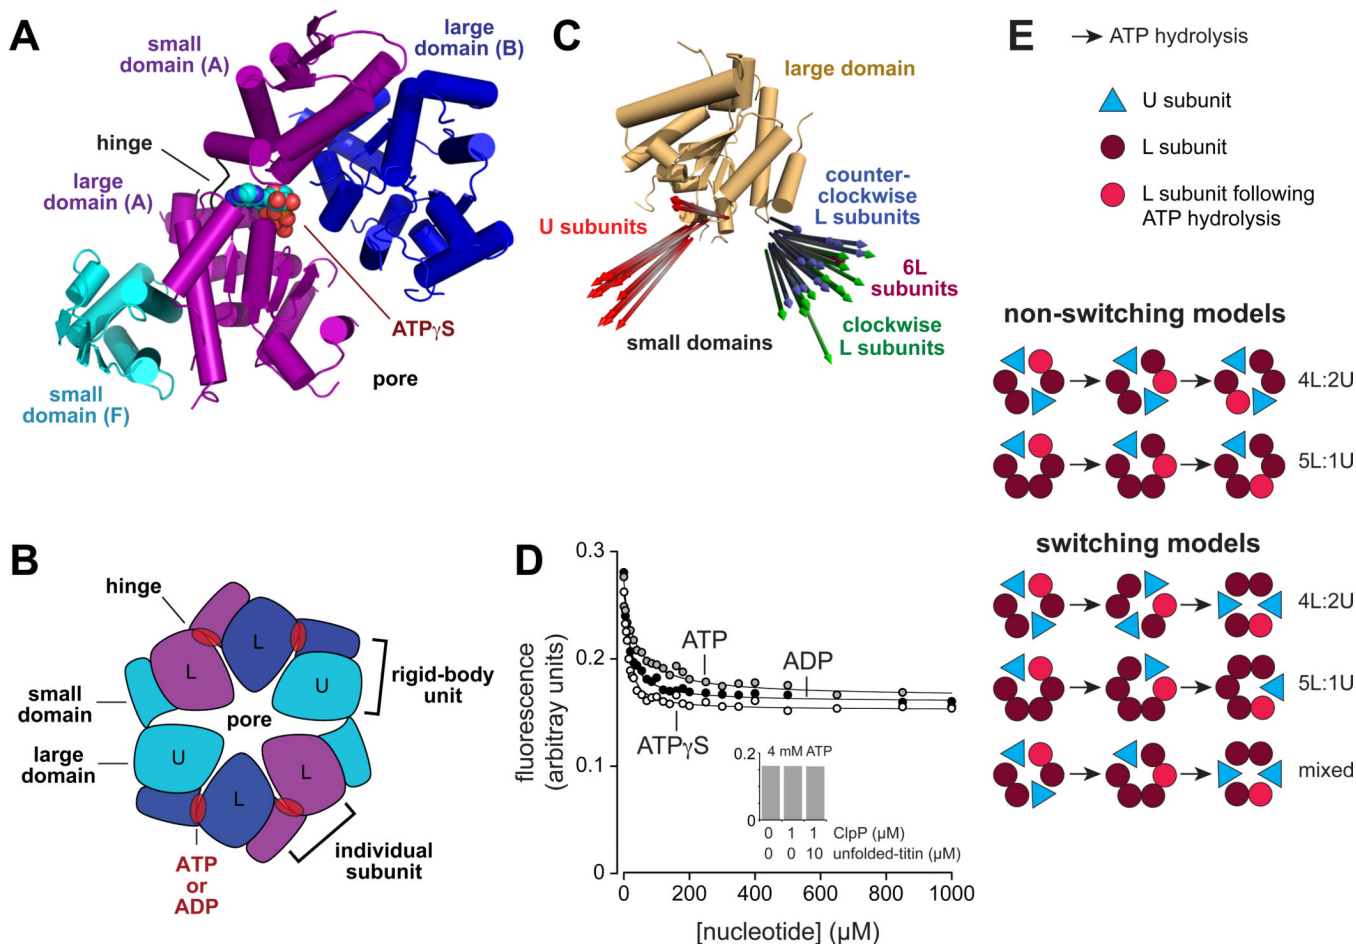 A
small
domain (A)
large
domain (B)
hinge
large
domain (A)
ATPγS
pore
small
domain (F)
B
hinge
L
L
L
L
U
U
rigid-body
unit
small
domain
pore
large
domain
individual
subunit
ATP
or
ADP
C
large domain
counter-
clockwise
L subunits
U subunits
6L
subunits
clockwise
L subunits
small domains
D
fluorescence
(arbitray units)
0.3
0.2
0.1
0
ATP
ADP
ATPγS
4 mM ATP
0.2
0
0 1 1 ClpP (µM)
0 0 10 unfolded-titin (µM)
0 200 400 600 800 1000
[nucleotide] (µM)
E
ATP hydrolysis
U subunit
L subunit
L subunit following
ATP hydrolysis
non-switching models
4L:2U
5L:1U
switching models
4L:2U
5L:1U
mixed